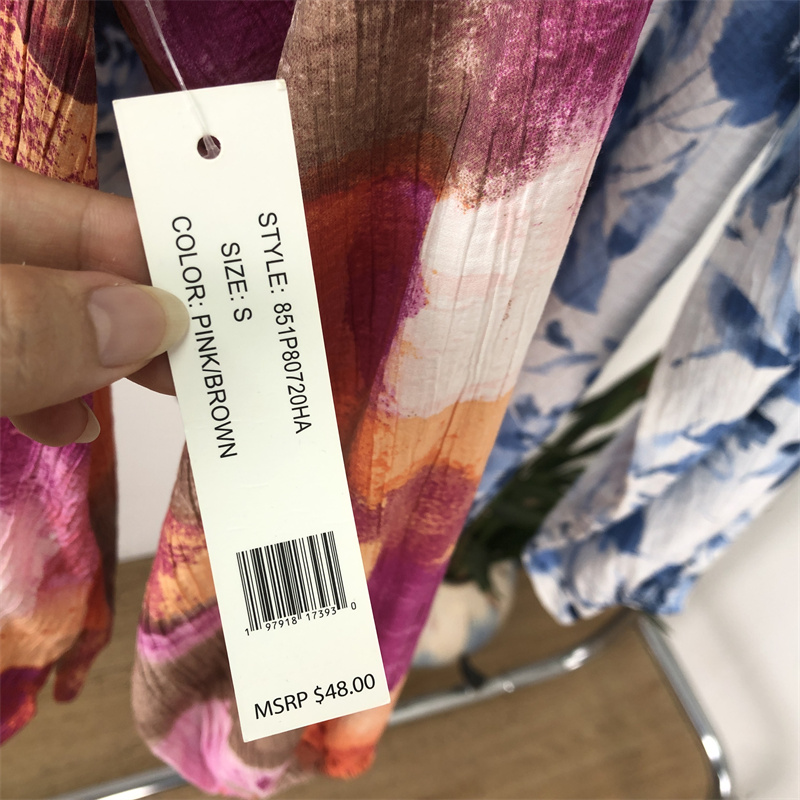 STYLE: 851P80720HA
SIZE: S
COLOR: PINK/BROWN
1 97918 17393 0
MSRP $48.00